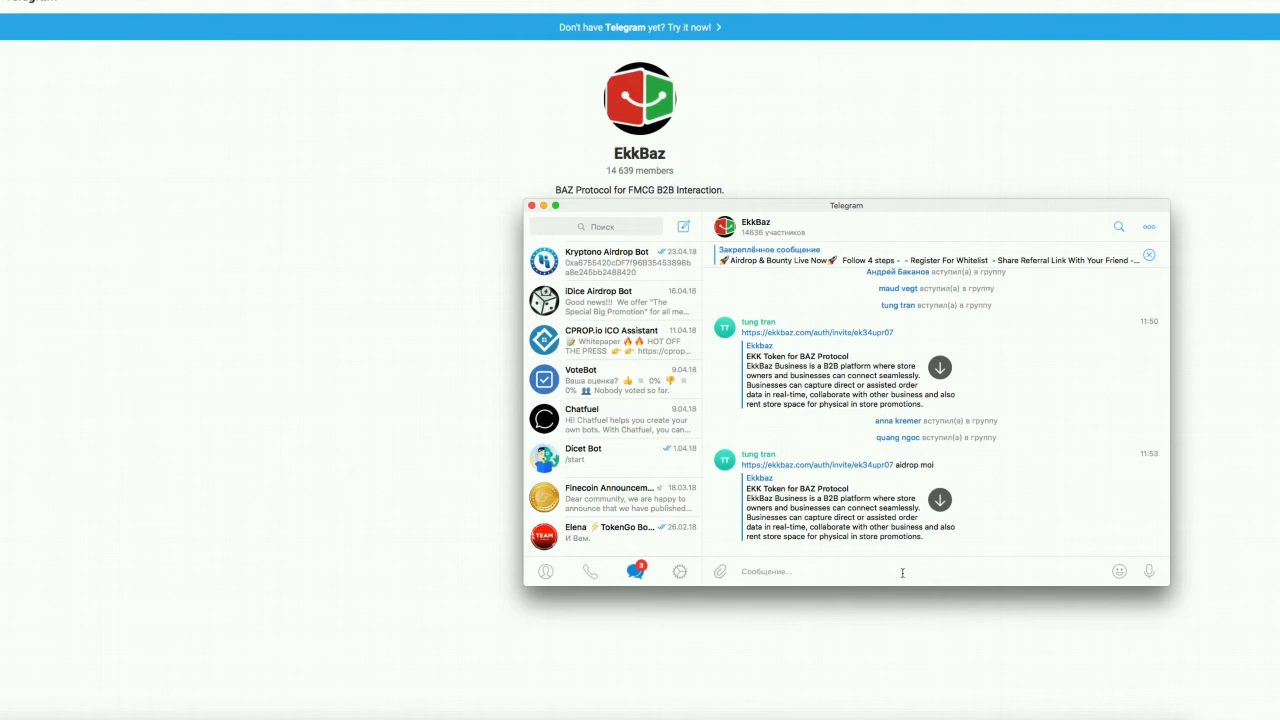 Don't have Telegram yet? Try it now!
EkkBaz
14 639 members
BAZ Protocol for FMCG B2B Interaction.
Telegram
Поиск
Kryptono Airdrop Bot 23.04.18
0xa6755420cDF7f96B35453898b
a8e245bb2488420
iDice Airdrop Bot 16.04.18
Good news!!! We offer "The
Special Big Promotion" for all me...
CPROP.io ICO Assistant 11.04.18
📝 Whitepaper 🔥 🔥 HOT OFF
THE PRESS 👉 👉 https://cprop...
VoteBot 9.04.18
Ваша оценка? 👍 ▫ 0% 👎 ▫
0% 👥 Nobody voted so far.
Chatfuel 9.04.18
Hi! Chatfuel helps you create your
own bots. With Chatfuel, you can...
Dicet Bot 1.04.18
/start
Finecoin Announcem... 18.03.18
Dear community, we are happy to
announce that we have published...
TEAM
Elena ⚡TokenGo Bo... 26.02.18
И Вам.
3
EkkBaz
14636 участников
Закреплённое сообщение
🚀Airdrop & Bounty Live Now🚀 Follow 4 steps - - Register For Whitelist - Share Referral Link With Your Friend -...
Андрей Баканов вступил(а) в группу
maud vegt вступил(а) в группу
tung tran вступил(а) в группу
TT
tung tran 11:50
https://ekkbaz.com/auth/invite/ek34upr07
Ekkbaz
EKK Token for BAZ Protocol
EkkBaz Business is a B2B platform where store
owners and businesses can connect seamlessly.
Businesses can capture direct or assisted order
data in real-time, collaborate with other business and also
rent store space for physical in store promotions.
anna kremer вступил(а) в группу
quang ngoc вступил(а) в группу
TT
tung tran 11:53
https://ekkbaz.com/auth/invite/ek34upr07 aidrop moi
Ekkbaz
EKK Token for BAZ Protocol
EkkBaz Business is a B2B platform where store
owners and businesses can connect seamlessly.
Businesses can capture direct or assisted order
data in real-time, collaborate with other business and also
rent store space for physical in store promotions.
Сообщение...